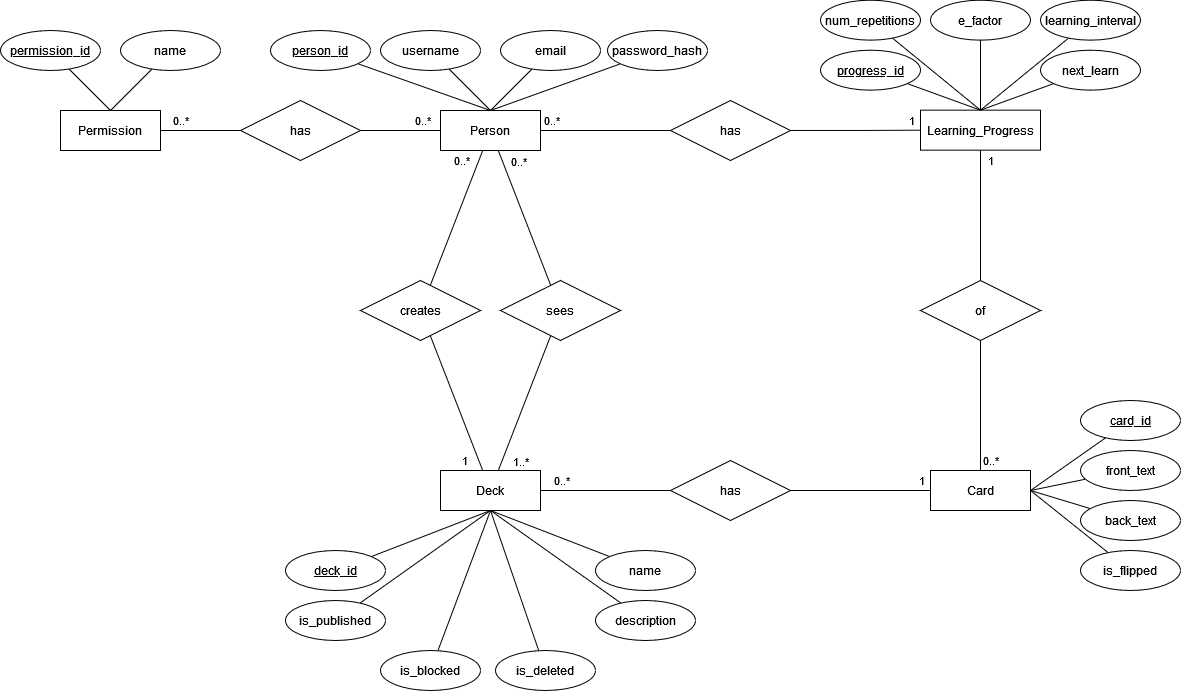 num_repetitions
e_factor
learning_interval
permission_id
name
person_id
username
email
password_hash
progress_id
next_learn
Permission
0..*
has
0..*
Person
0..*
has
1
Learning_Progress
0..*
0..*
1
creates
sees
of
card_id
1
1..*
0..*
front_text
Deck
0..*
has
1
Card
back_text
deck_id
name
is_flipped
is_published
description
is_blocked
is_deleted